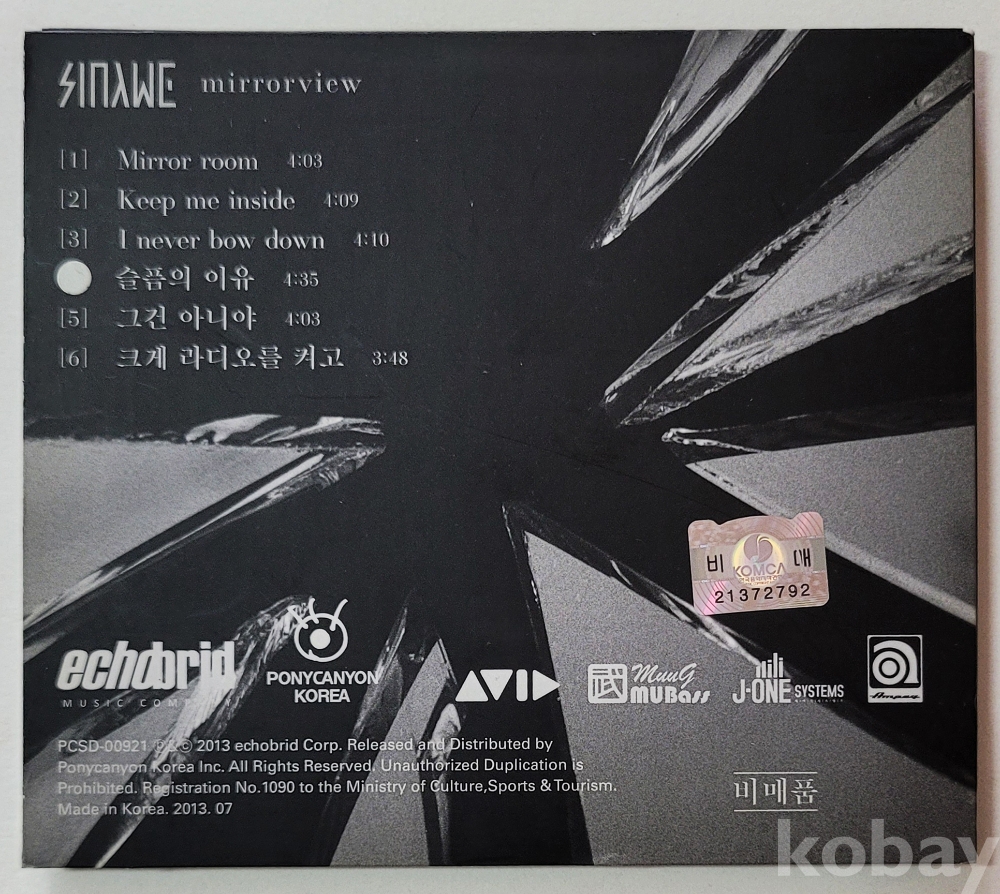 SINAWE mirrorview
[1] Mirror room 4:03
[2] Keep me inside 4:09
[3] I never bow down 4:10
슬픔의 이유 4:35
[5] 그건 아니야 4:03
[6] 크게 라디오를 켜고 3:48
비 KOMCA 매
21372792
echobrid
MUSIC COMPANY
PONYCANYON
KOREA
AVID
武 MuuG
MUBass
J-ONE SYSTEMS
Ampeg
PCSD-00921 ℗&© 2013 echobrid Corp. Released and Distributed by
Ponycanyon Korea Inc. All Rights Reserved. Unauthorized Duplication is
Prohibited. Registration No.1090 to the Ministry of Culture,Sports & Tourism.
Made in Korea. 2013. 07
비매품
kobay